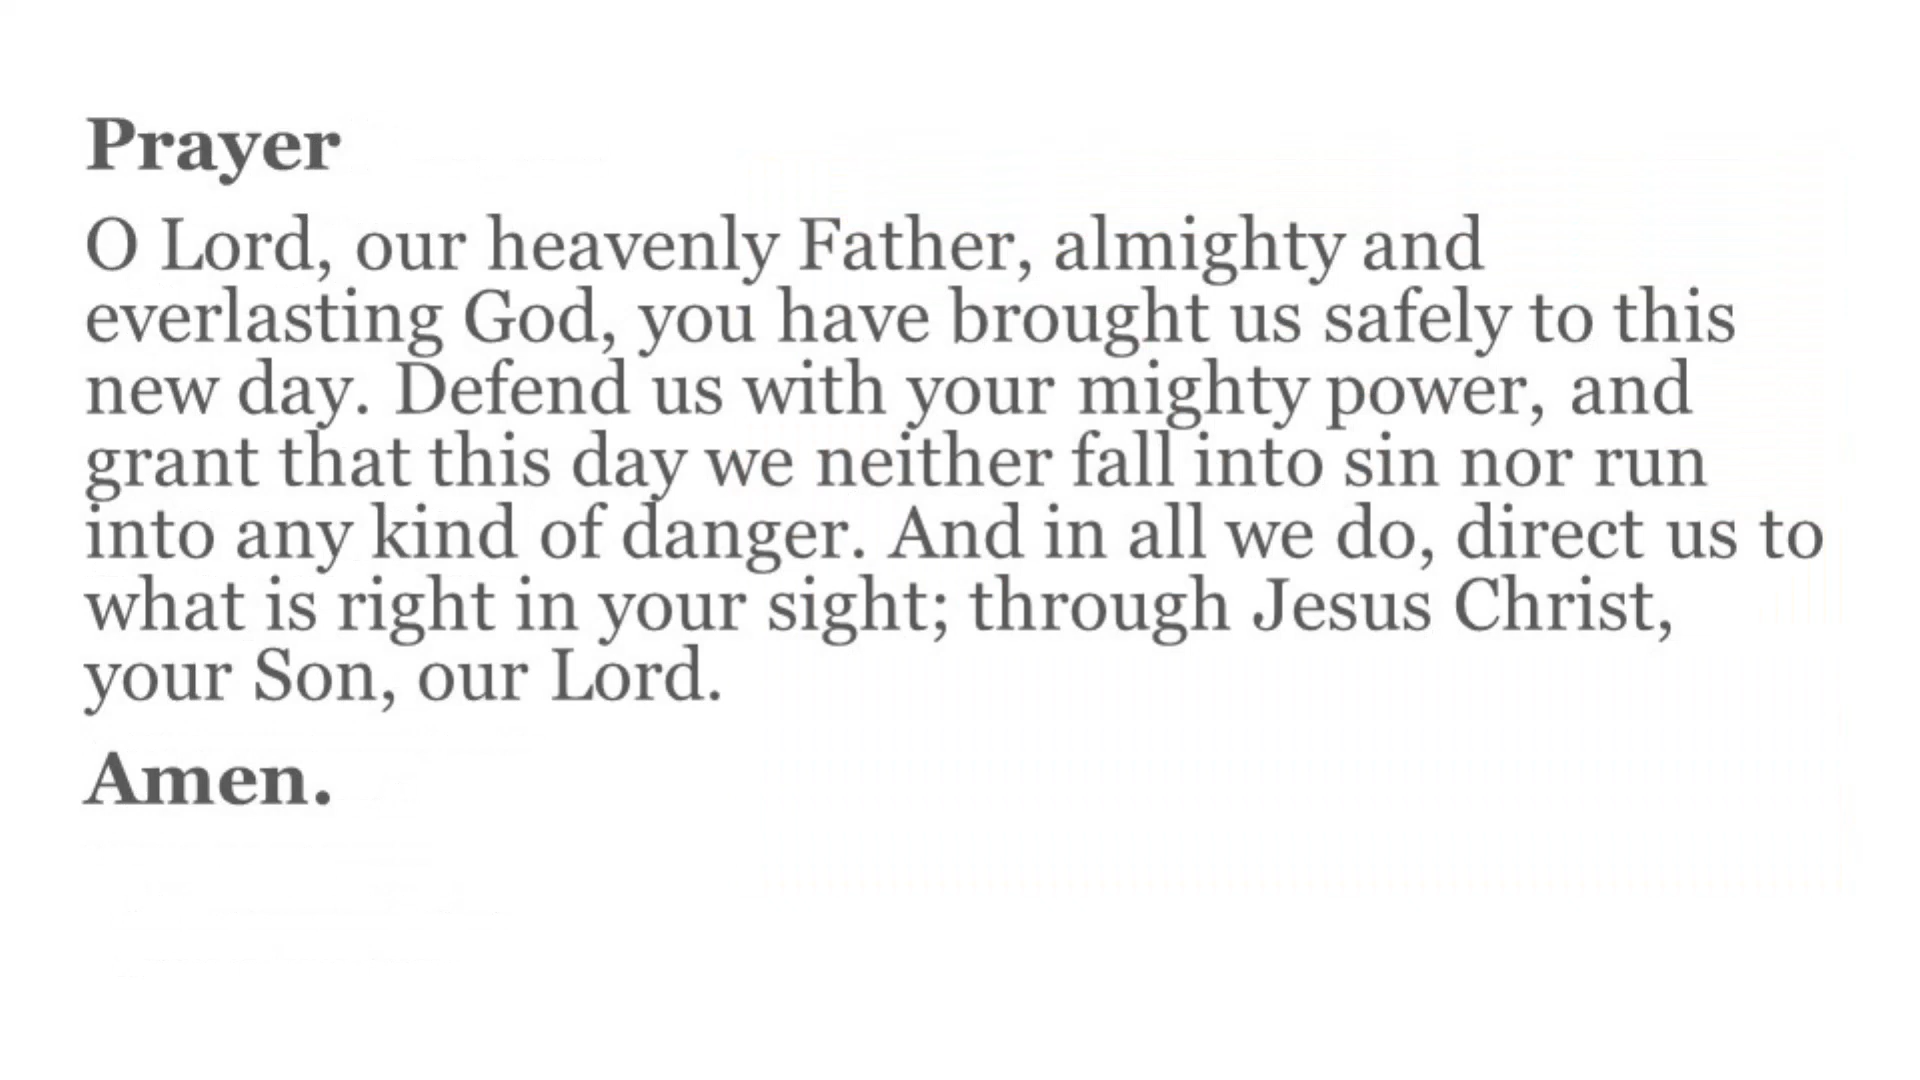 Prayer
O Lord, our heavenly Father, almighty and
everlasting God, you have brought us safely to this
new day. Defend us with your mighty power, and
grant that this day we neither fall into sin nor run
into any kind of danger. And in all we do, direct us to
what is right in your sight; through Jesus Christ,
your Son, our Lord.
Amen.